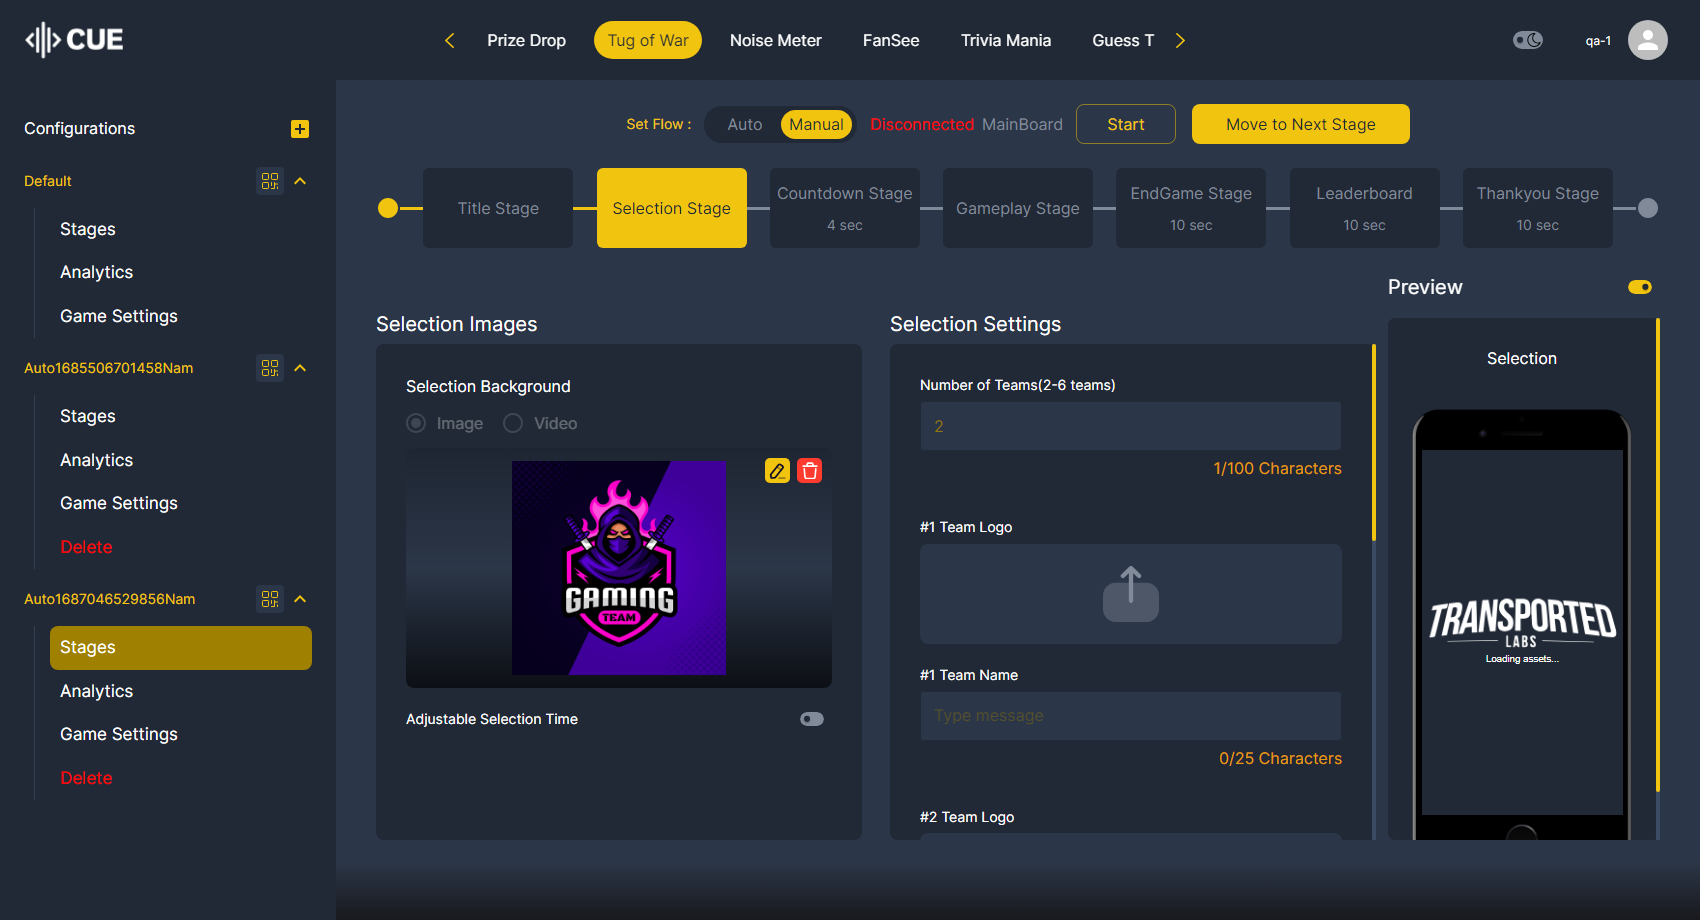 CUE
Prize Drop
Tug of War
Noise Meter
FanSee
Trivia Mania
Guess T
qa-1
Configurations
Default
Stages
Analytics
Game Settings
Auto1685506701458Nam
Stages
Analytics
Game Settings
Delete
Auto1687046529856Nam
Stages
Analytics
Game Settings
Delete
Set Flow :
Auto
Manual
Disconnected MainBoard
Start
Move to Next Stage
Title Stage
Selection Stage
Countdown Stage
4 sec
Gameplay Stage
EndGame Stage
10 sec
Leaderboard
10 sec
Thankyou Stage
10 sec
Selection Images
Selection Background
Image
Video
GAMING
TEAM
Adjustable Selection Time
Selection Settings
Number of Teams(2-6 teams)
2
1/100 Characters
#1 Team Logo
#1 Team Name
Type message
0/25 Characters
#2 Team Logo
Preview
Selection
TRANSPORTED
LABS
Loading assets...